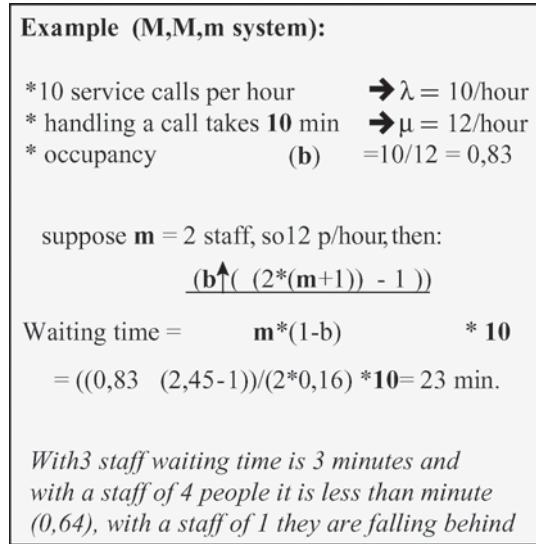 Example (M,M,m system):
*10 service calls per hour ➔ λ = 10/hour
* handling a call takes 10 min ➔ μ = 12/hour
* occupancy (b) =10/12 = 0,83
suppose m = 2 staff, so12 p/hour, then:
(b↑( (2*(m+1)) - 1 ))
Waiting time = m*(1-b) * 10
= ((0,83 (2,45-1))/(2*0,16) *10= 23 min.
With3 staff waiting time is 3 minutes and
with a staff of 4 people it is less than minute
(0,64), with a staff of 1 they are falling behind